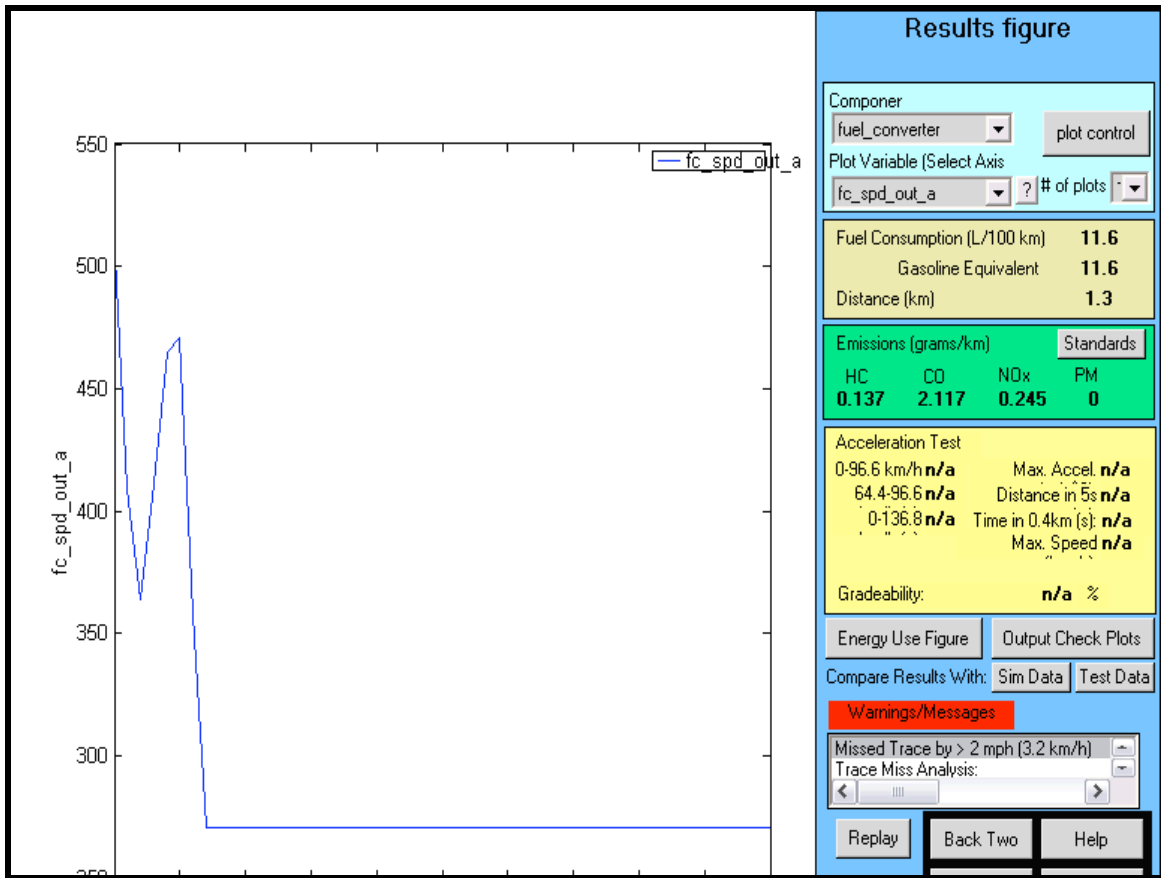 Results figure
Componer
fuel_converter
plot control
Plot Variable (Select Axis
fc_spd_out_a
?
# of plots
Fuel Consumption (L/100 km) 11.6
Gasoline Equivalent 11.6
Distance (km) 1.3
Emissions (grams/km)
Standards
HC CO NOx PM
0.137 2.117 0.245 0
Acceleration Test
0-96.6 km/h n/a Max. Accel. n/a
64.4-96.6 n/a Distance in 5s n/a
0-136.8 n/a Time in 0.4km (s): n/a
Max. Speed n/a
Gradeability: n/a %
Energy Use Figure
Output Check Plots
Compare Results With: Sim Data Test Data
Warnings/Messages
Missed Trace by > 2 mph (3.2 km/h)
Trace Miss Analysis:
Replay
Back Two
Help
550
500
450
400
350
300
fc_spd_out_a
fc_spd_out_a